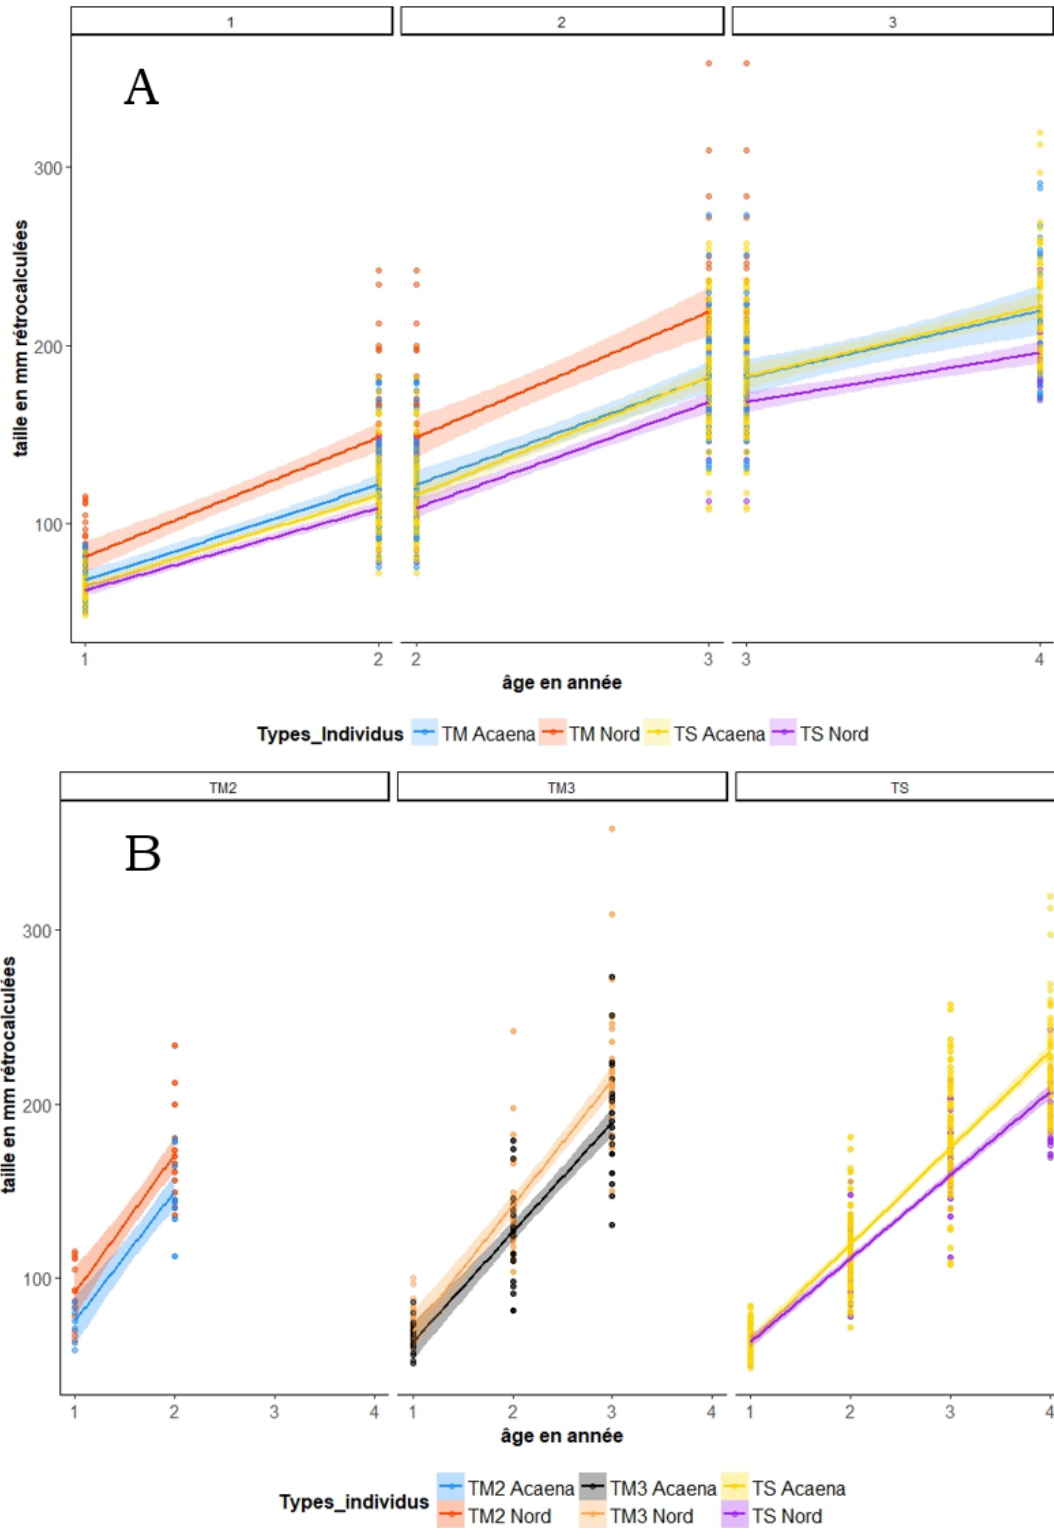 1 2 3
A
300
200
100
taille en mm rétrocalculées
1 2 2 3 3 4
âge en année
Types_Individus TM Acaena TM Nord TS Acaena TS Nord
TM2 TM3 TS
B
300
200
100
taille en mm rétrocalculées
1 2 3 4 1 2 3 4 1 2 3 4
âge en année
Types_individus
TM2 Acaena TM3 Acaena TS Acaena
TM2 Nord TM3 Nord TS Nord